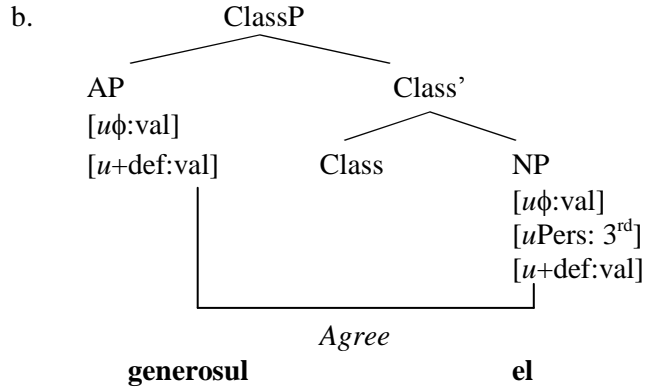 b. ClassP
AP Class’
[uϕ:val]
[u+def:val] Class NP
[uϕ:val]
[uPers: 3rd]
[u+def:val]
Agree
generosul el